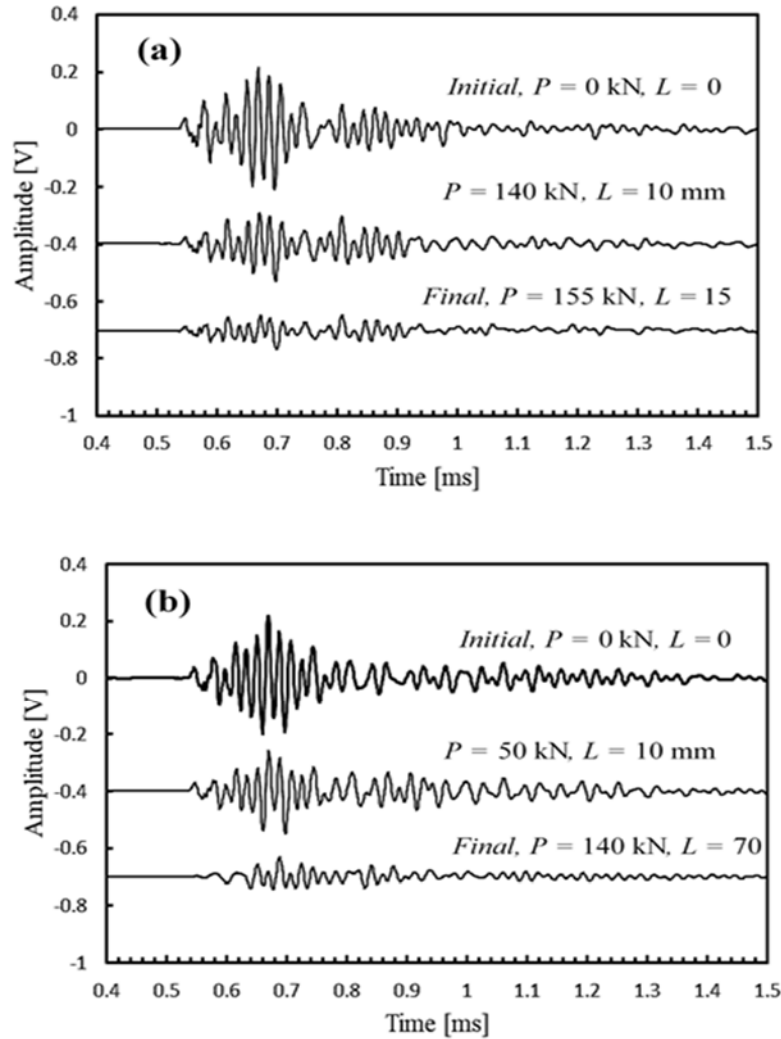 (a)
0.4
0.2
0
-0.2
-0.4
-0.6
-0.8
-1
Amplitude [V]
Initial, P = 0 kN, L = 0
P = 140 kN, L = 10 mm
Final, P = 155 kN, L = 15
0.4 0.5 0.6 0.7 0.8 0.9 1 1.1 1.2 1.3 1.4 1.5
Time [ms]
(b)
0.4
0.2
0
-0.2
-0.4
-0.6
-0.8
-1
Amplitude [V]
Initial, P = 0 kN, L = 0
P = 50 kN, L = 10 mm
Final, P = 140 kN, L = 70
0.4 0.5 0.6 0.7 0.8 0.9 1 1.1 1.2 1.3 1.4 1.5
Time [ms]